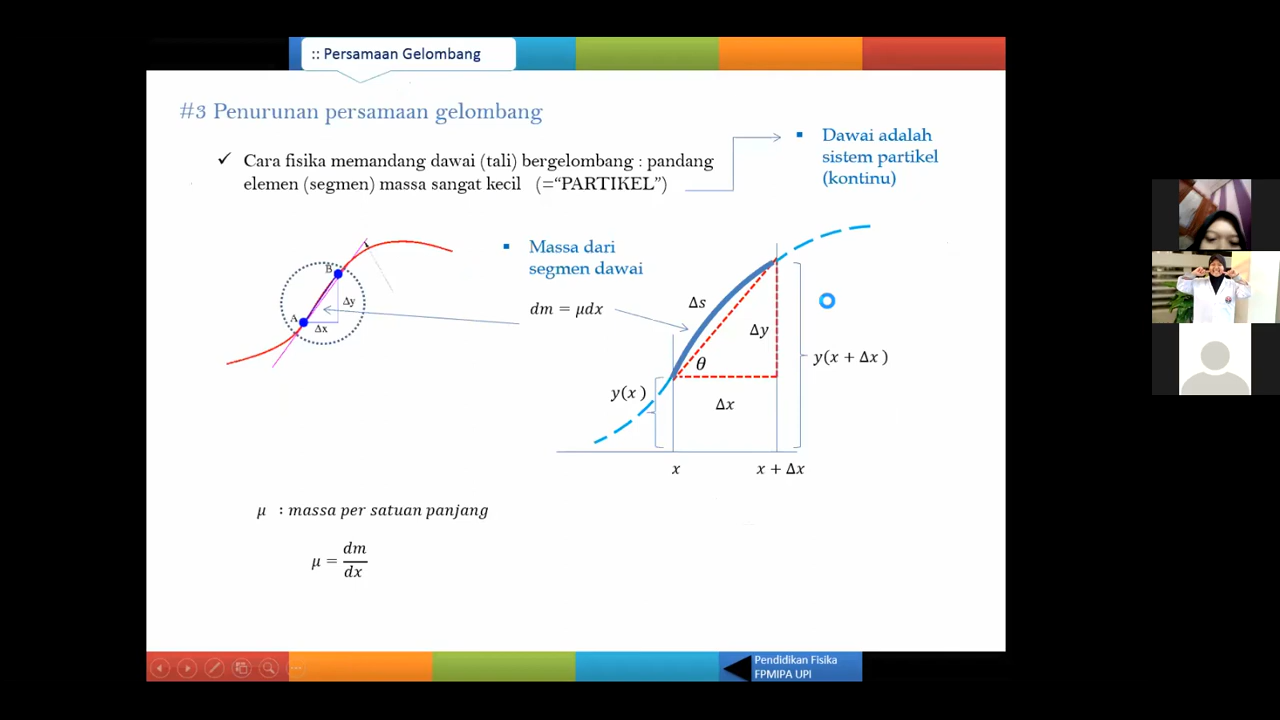 :: Persamaan Gelombang
#3 Penurunan persamaan gelombang
✓ Cara fisika memandang dawai (tali) bergelombang : pandang
elemen (segmen) massa sangat kecil (=“PARTIKEL”)
▪ Dawai adalah
sistem partikel
(kontinu)
B
Δy
A
Δx
▪ Massa dari
segmen dawai
dm = μdx
Δs
Δy
θ
y(x + Δx )
y(x )
Δx
x
x + Δx
μ : massa per satuan panjang
μ = dm/dx
Pendidikan Fisika
FPMIPA UPI